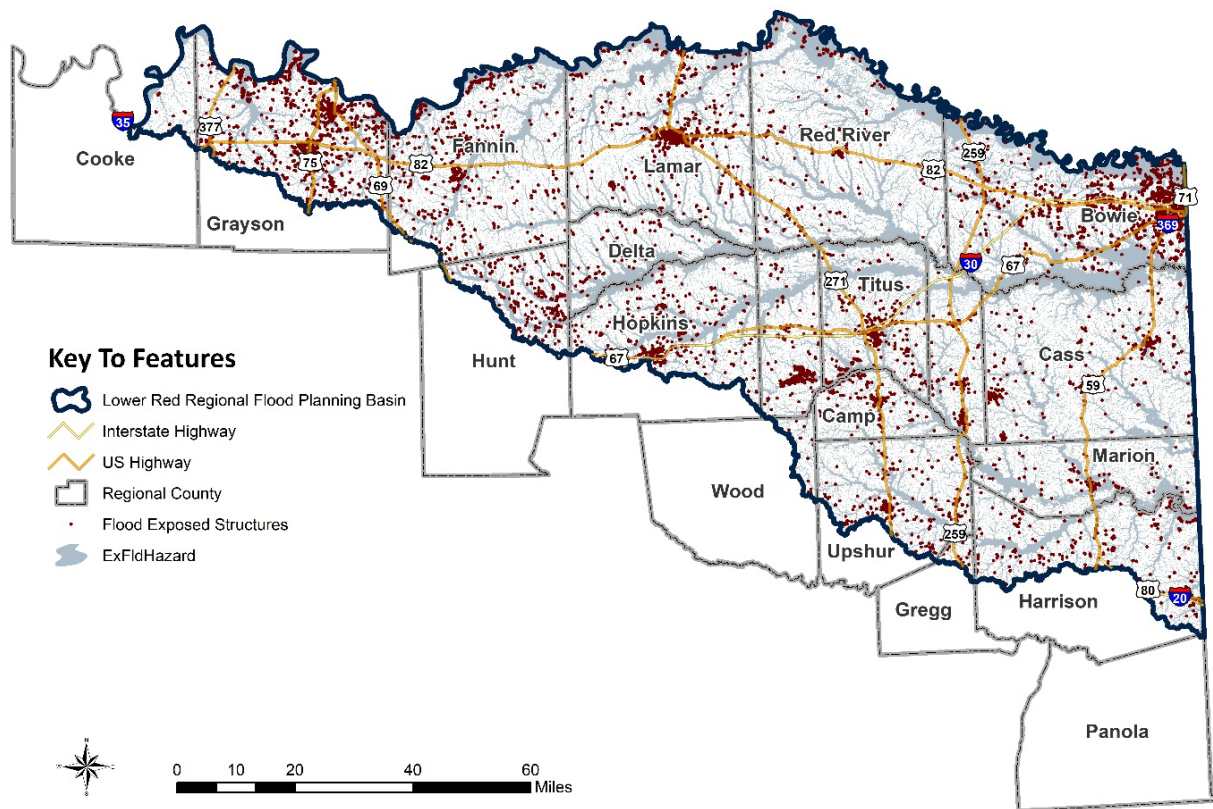 35
377
Cooke
75
82
Fannin
Grayson
69
Lamar
Red River
259
82
71
Bowie
369
Delta
30
67
271
Titus
Hopkins
67
Hunt
Cass
59
Camp
Marion
Wood
Upshur
259
Gregg
Harrison
80
20
Panola
Key To Features
Lower Red Regional Flood Planning Basin
Interstate Highway
US Highway
Regional County
Flood Exposed Structures
ExFldHazard
N
E
S
W
0 10 20 40 60
Miles